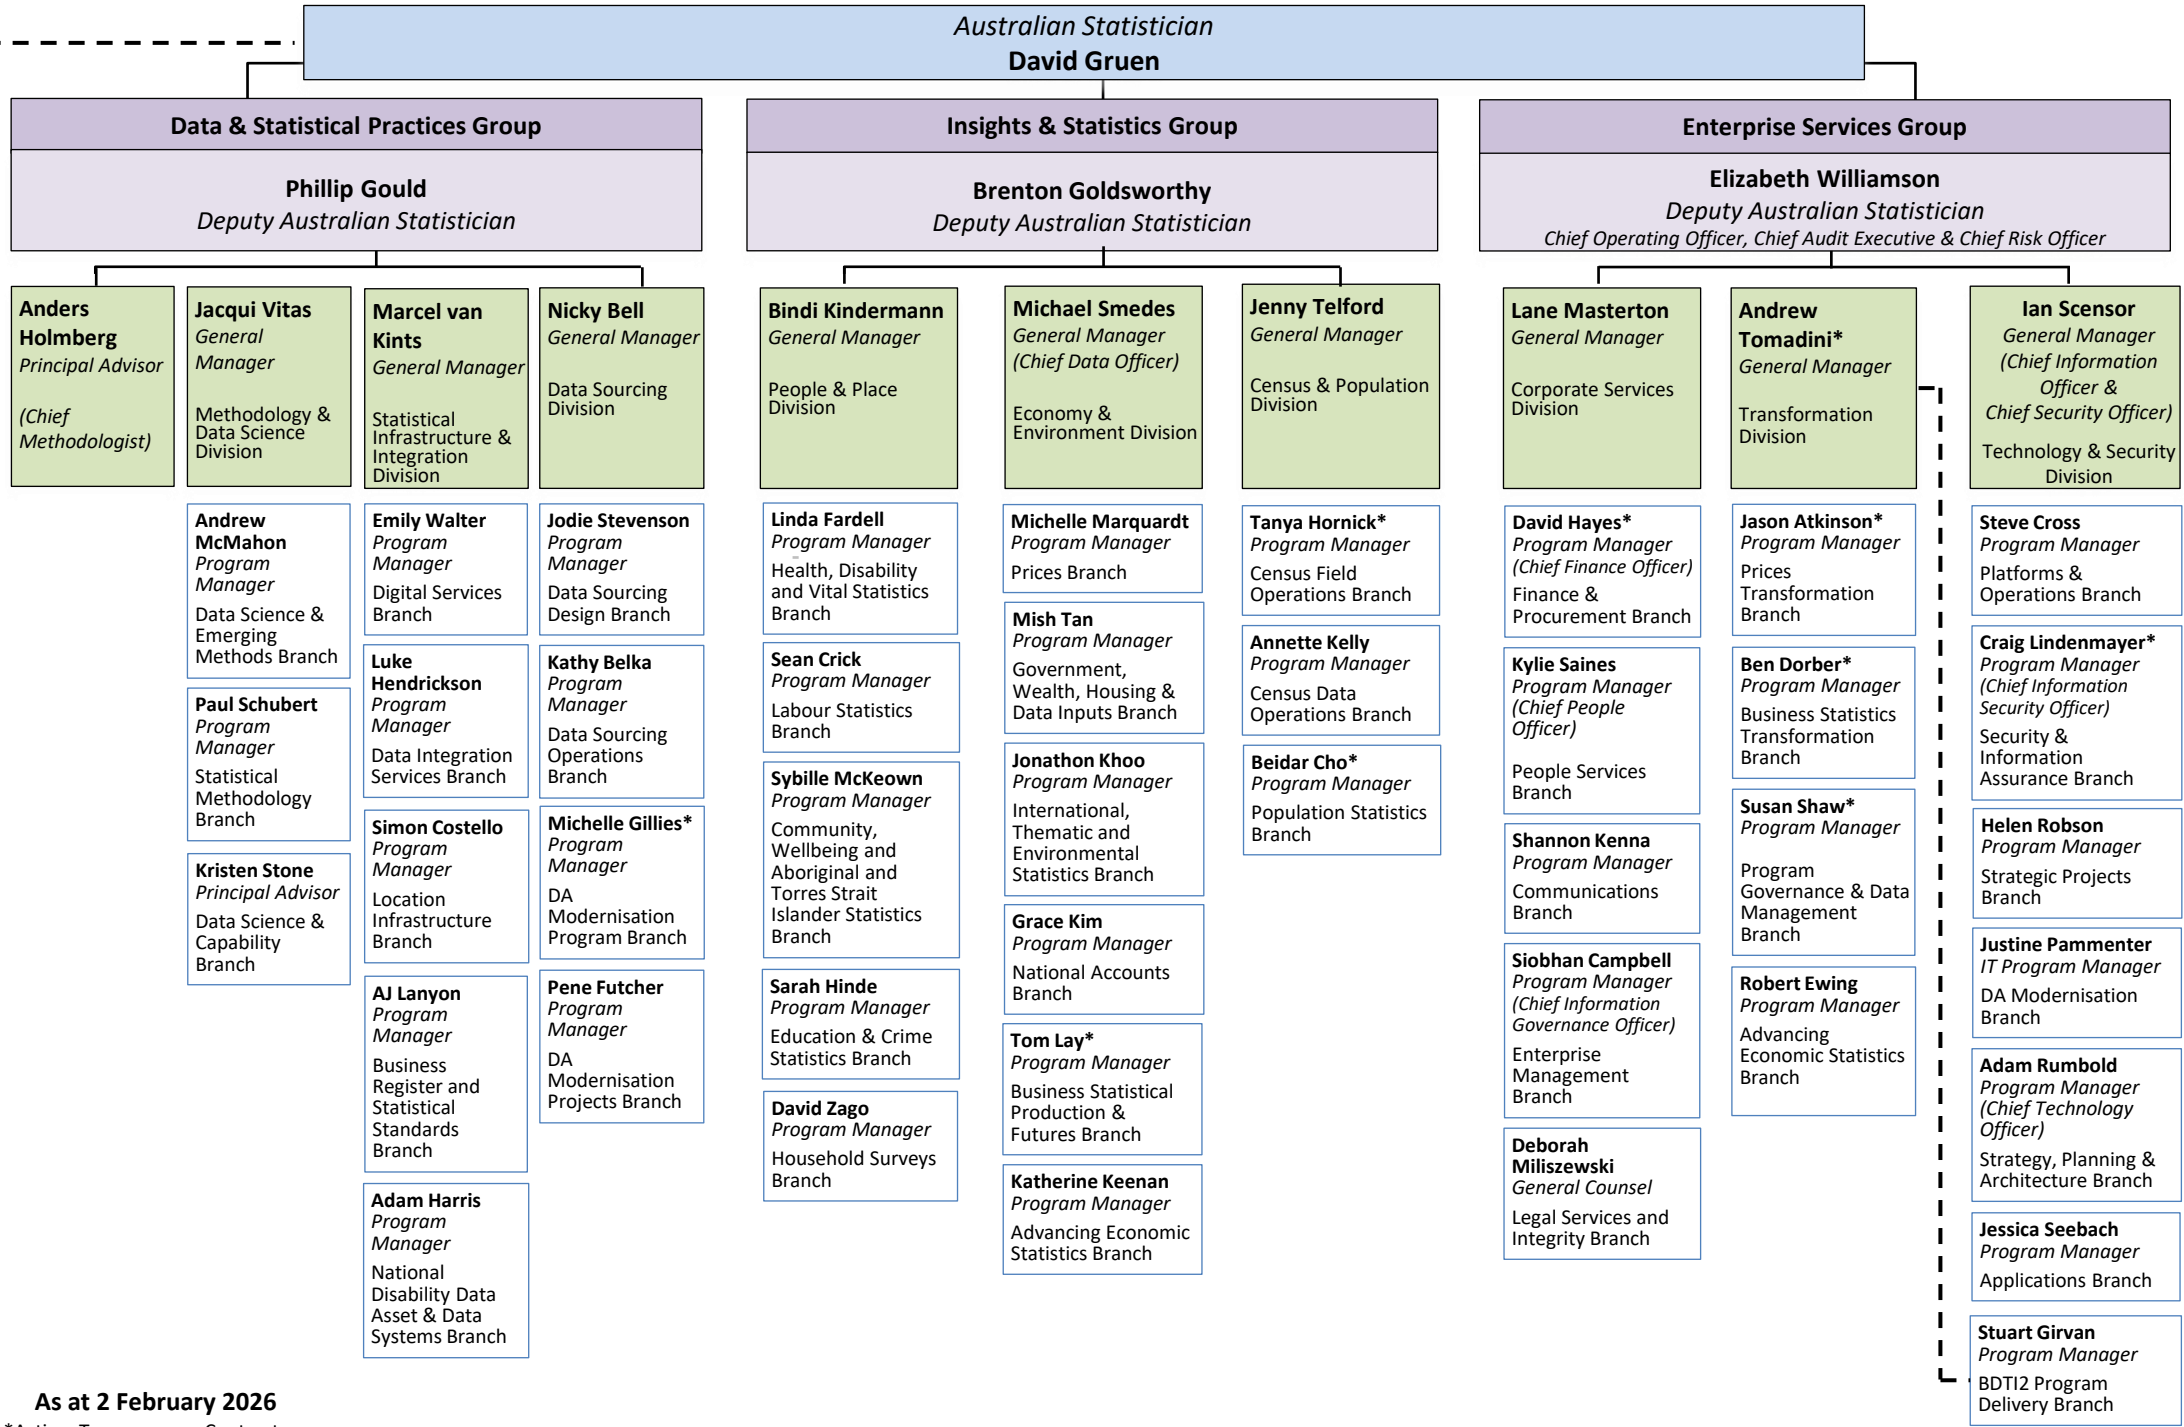 Australian Statistician
David Gruen
Data & Statistical Practices Group
Phillip Gould
Deputy Australian Statistician
Insights & Statistics Group
Brenton Goldsworthy
Deputy Australian Statistician
Enterprise Services Group
Elizabeth Williamson
Deputy Australian Statistician
Chief Operating Officer, Chief Audit Executive & Chief Risk Officer
Anders
Holmberg
Principal Advisor
(Chief
Methodologist)
Jacqui Vitas
General
Manager
Methodology &
Data Science
Division
Andrew
McMahon
Program
Manager
Data Science &
Emerging
Methods Branch
Paul Schubert
Program
Manager
Statistical
Methodology
Branch
Kristen Stone
Principal Advisor
Data Science &
Capability
Branch
Marcel van
Kints
General Manager
Statistical
Infrastructure &
Integration
Division
Emily Walter
Program
Manager
Digital Services
Branch
Luke
Hendrickson
Program
Manager
Data Integration
Services Branch
Simon Costello
Program
Manager
Location
Infrastructure
Branch
AJ Lanyon
Program
Manager
Business
Register and
Statistical
Standards
Branch
Adam Harris
Program
Manager
National
Disability Data
Asset & Data
Systems Branch
Nicky Bell
General Manager
Data Sourcing
Division
Jodie Stevenson
Program
Manager
Data Sourcing
Design Branch
Kathy Belka
Program
Manager
Data Sourcing
Operations
Branch
Michelle Gillies*
Program
Manager
DA
Modernisation
Program Branch
Pene Futcher
Program
Manager
DA
Modernisation
Projects Branch
Bindi Kindermann
General Manager
People & Place
Division
Linda Fardell
Program Manager
Health, Disability
and Vital Statistics
Branch
Sean Crick
Program Manager
Labour Statistics
Branch
Sybille McKeown
Program Manager
Community,
Wellbeing and
Aboriginal and
Torres Strait
Islander Statistics
Branch
Sarah Hinde
Program Manager
Education & Crime
Statistics Branch
David Zago
Program Manager
Household Surveys
Branch
Michael Smedes
General Manager
(Chief Data Officer)
Economy &
Environment Division
Michelle Marquardt
Program Manager
Prices Branch
Mish Tan
Program Manager
Government,
Wealth, Housing &
Data Inputs Branch
Jonathon Khoo
Program Manager
International,
Thematic and
Environmental
Statistics Branch
Grace Kim
Program Manager
National Accounts
Branch
Tom Lay*
Program Manager
Business Statistical
Production &
Futures Branch
Katherine Keenan
Program Manager
Advancing Economic
Statistics Branch
Jenny Telford
General Manager
Census & Population
Division
Tanya Hornick*
Program Manager
Census Field
Operations Branch
Annette Kelly
Program Manager
Census Data
Operations Branch
Beidar Cho*
Program Manager
Population Statistics
Branch
Lane Masterton
General Manager
Corporate Services
Division
David Hayes*
Program Manager
(Chief Finance Officer)
Finance &
Procurement Branch
Kylie Saines
Program Manager
(Chief People
Officer)
People Services
Branch
Shannon Kenna
Program Manager
Communications
Branch
Siobhan Campbell
Program Manager
(Chief Information
Governance Officer)
Enterprise
Management
Branch
Deborah
Miliszewski
General Counsel
Legal Services and
Integrity Branch
Andrew
Tomadini*
General Manager
Transformation
Division
Jason Atkinson*
Program Manager
Prices
Transformation
Branch
Ben Dorber*
Program Manager
Business Statistics
Transformation
Branch
Susan Shaw*
Program Manager
Program
Governance & Data
Management
Branch
Robert Ewing
Program Manager
Advancing
Economic Statistics
Branch
Ian Scensor
General Manager
(Chief Information
Officer &
Chief Security Officer)
Technology & Security
Division
Steve Cross
Program Manager
Platforms &
Operations Branch
Craig Lindenmayer*
Program Manager
(Chief Information
Security Officer)
Security &
Information
Assurance Branch
Helen Robson
Program Manager
Strategic Projects
Branch
Justine Pammenter
IT Program Manager
DA Modernisation
Branch
Adam Rumbold
Program Manager
(Chief Technology
Officer)
Strategy, Planning &
Architecture Branch
Jessica Seebach
Program Manager
Applications Branch
Stuart Girvan
Program Manager
BDTI2 Program
Delivery Branch
As at 2 February 2026